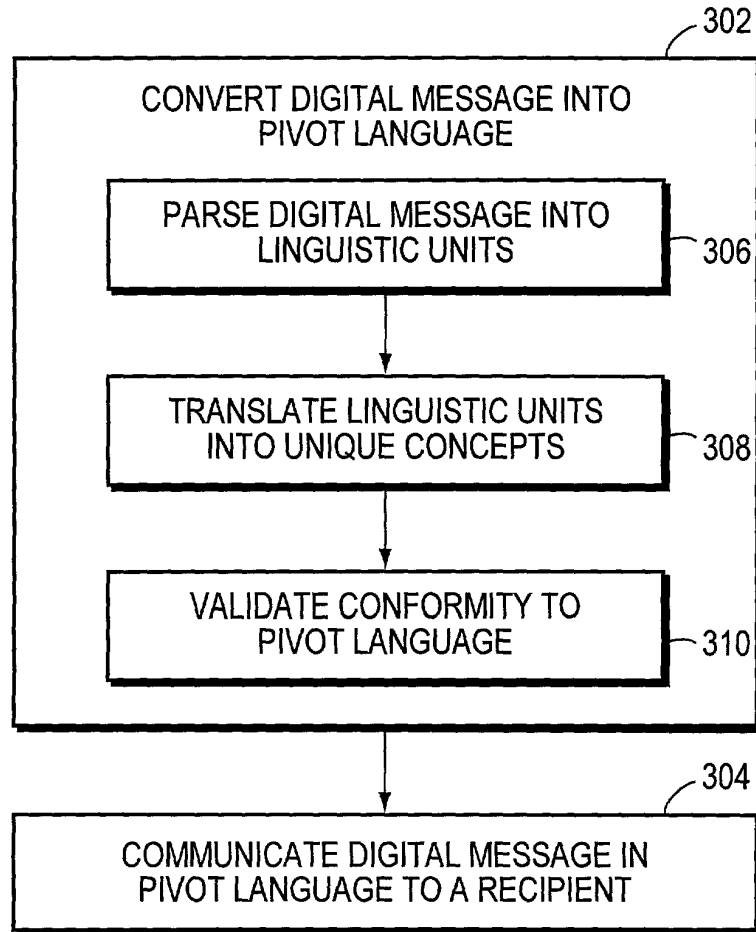 302
CONVERT DIGITAL MESSAGE INTO
PIVOT LANGUAGE
PARSE DIGITAL MESSAGE INTO
LINGUISTIC UNITS
306
TRANSLATE LINGUISTIC UNITS
INTO UNIQUE CONCEPTS
308
VALIDATE CONFORMITY TO
PIVOT LANGUAGE
310
304
COMMUNICATE DIGITAL MESSAGE IN
PIVOT LANGUAGE TO A RECIPIENT